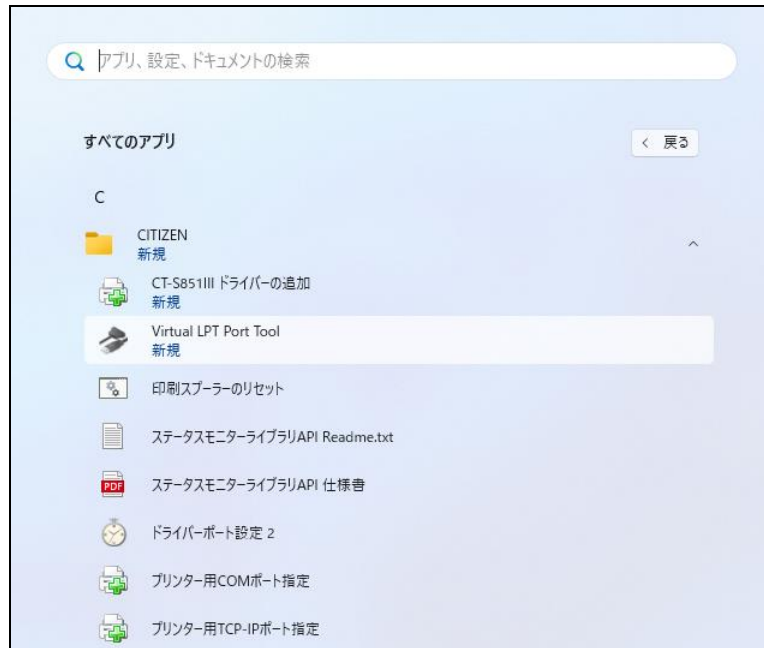 アプリ、設定、ドキュメントの検索
すべてのアプリ
< 戻る
C
CITIZEN
新規
CT-S851III ドライバーの追加
新規
Virtual LPT Port Tool
新規
印刷スプーラーのリセット
ステータスモニターライブラリAPI Readme.txt
PDF
ステータスモニターライブラリAPI 仕様書
ドライバーポート設定 2
プリンター用COMポート指定
プリンター用TCP-IPポート指定